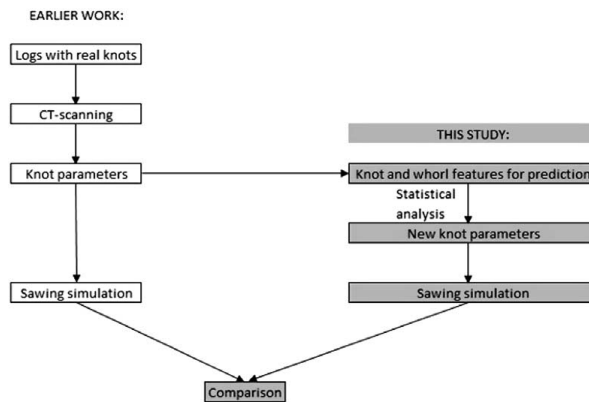 EARLIER WORK:
Logs with real knots
CT-scanning
Knot parameters
Sawing simulation
THIS STUDY:
Knot and whorl features for prediction
Statistical
analysis
New knot parameters
Sawing simulation
Comparison